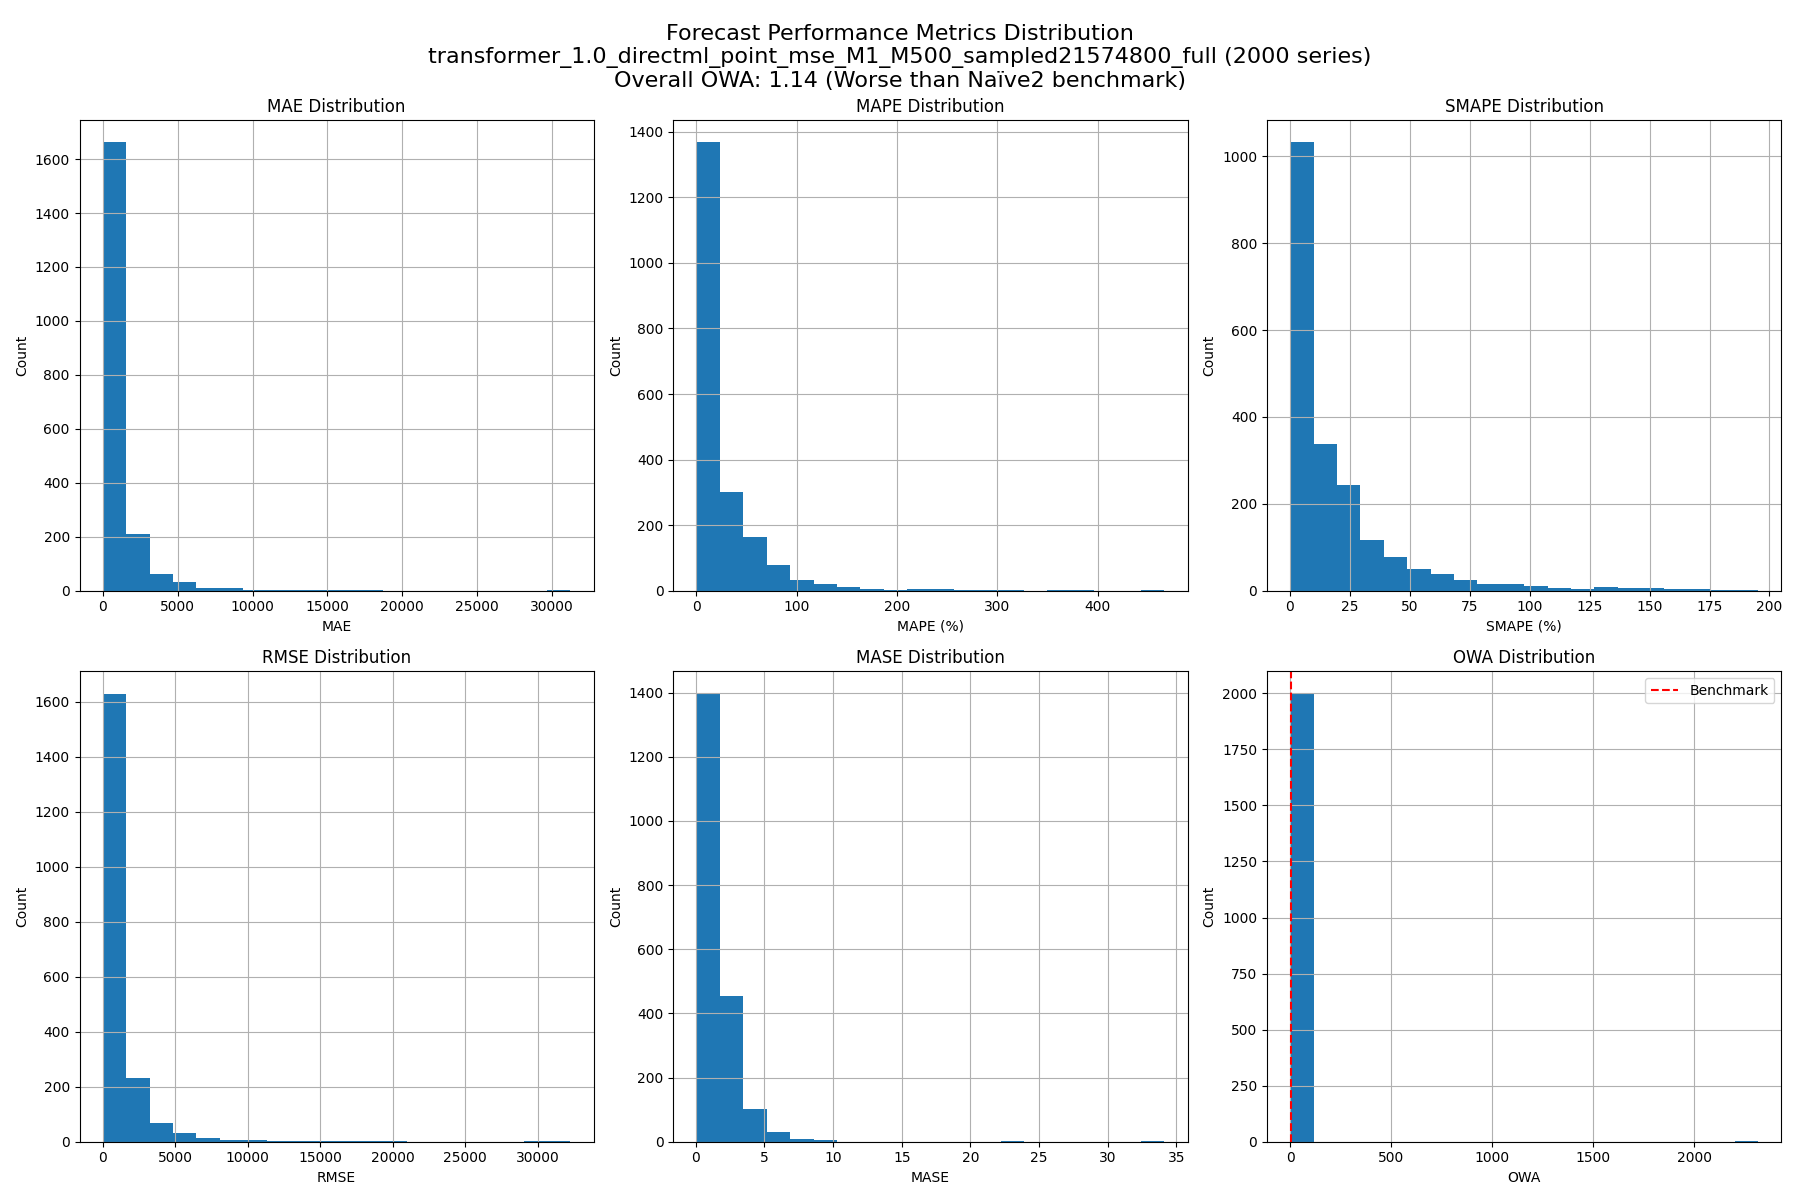 Forecast Performance Metrics Distribution
transformer_1.0_directml_point_mse_M1_M500_sampled21574800_full (2000 series)
Overall OWA: 1.14 (Worse than Naïve2 benchmark)
MAE Distribution
1600
1400
1200
1000
800
600
400
200
0
Count
0 5000 10000 15000 20000 25000 30000
MAE
MAPE Distribution
1400
1200
1000
800
600
400
200
0
Count
0 100 200 300 400
MAPE (%)
SMAPE Distribution
1000
800
600
400
200
0
Count
0 25 50 75 100 125 150 175 200
SMAPE (%)
RMSE Distribution
1600
1400
1200
1000
800
600
400
200
0
Count
0 5000 10000 15000 20000 25000 30000
RMSE
MASE Distribution
1400
1200
1000
800
600
400
200
0
Count
0 5 10 15 20 25 30 35
MASE
OWA Distribution
Benchmark
2000
1750
1500
1250
1000
750
500
250
0
Count
0 500 1000 1500 2000
OWA